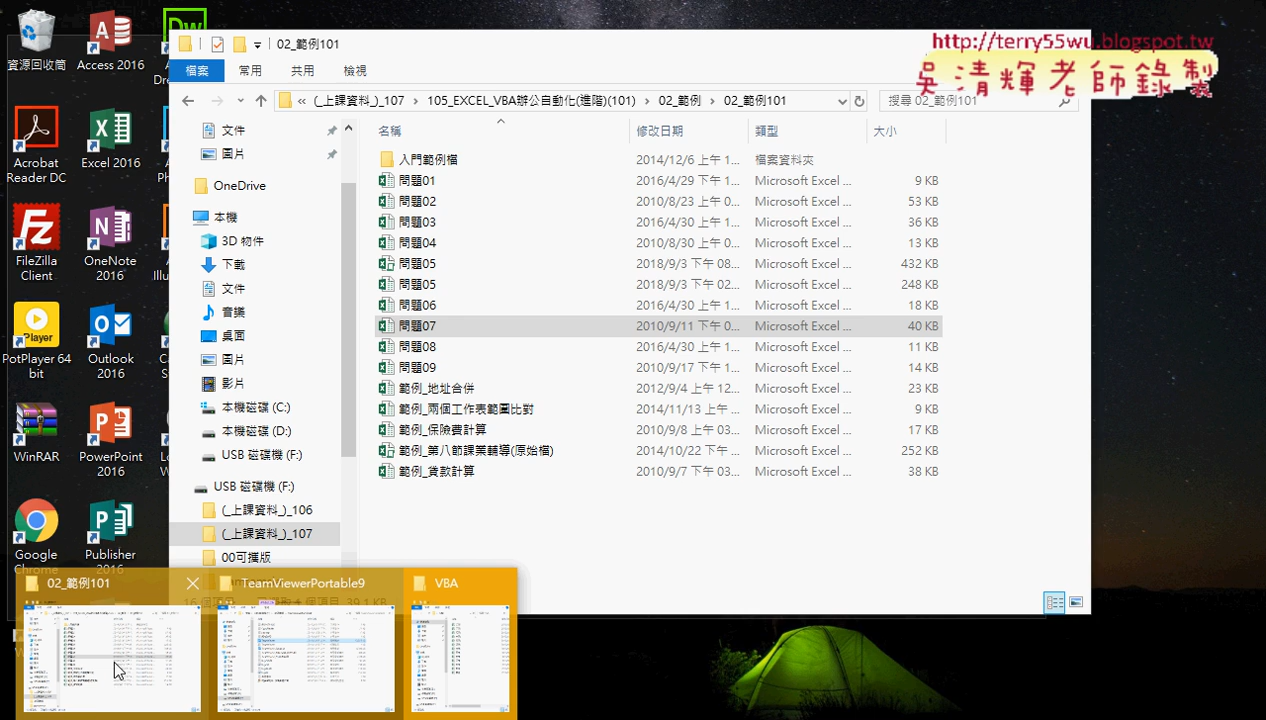 02_範例101
http://terry55wu.blogspot.tw
吳清輝老師錄製
檔案 常用 共用 檢視
« (_上課資料_)_107 › 105_EXCEL_VBA辦公自動化(進階)(101) › 02_範例 › 02_範例101
搜尋 02_範例101
名稱 修改日期 類型 大小
入門範例檔 2014/12/6 上午 1... 檔案資料夾
問題01 2016/4/29 下午 1... Microsoft Excel ... 9 KB
問題02 2010/8/23 上午 0... Microsoft Excel ... 53 KB
問題03 2016/4/30 上午 1... Microsoft Excel ... 36 KB
問題04 2010/8/30 上午 0... Microsoft Excel ... 13 KB
問題05 2018/9/3 下午 08... Microsoft Excel ... 432 KB
問題05 2018/9/3 下午 02... Microsoft Excel ... 248 KB
問題06 2016/4/30 上午 1... Microsoft Excel ... 18 KB
問題07 2010/9/11 下午 0... Microsoft Excel ... 40 KB
問題08 2016/4/30 上午 1... Microsoft Excel ... 11 KB
問題09 2010/9/17 上午 1... Microsoft Excel ... 14 KB
範例_地址合併 2012/9/4 上午 12... Microsoft Excel ... 23 KB
範例_兩個工作表範圍比對 2014/11/13 上午 ... Microsoft Excel ... 9 KB
範例_保險費計算 2010/9/8 上午 03... Microsoft Excel ... 17 KB
範例_第八節課業輔導(原始檔) 2014/10/22 下午 ... Microsoft Excel ... 252 KB
範例_貸款計算 2010/9/7 下午 03... Microsoft Excel ... 38 KB
文件
圖片
OneDrive
本機
3D 物件
下載
文件
音樂
桌面
圖片
影片
本機磁碟 (C:)
本機磁碟 (D:)
USB 磁碟機 (F:)
USB 磁碟機 (F:)
(_上課資料_)_106
(_上課資料_)_107
00可攜版
資源回收筒
Access 2016
Dw
Acrobat
Reader DC
Excel 2016
FileZilla
Client
OneNote
2016
PotPlayer 64
bit
Outlook
2016
WinRAR
PowerPoint
2016
Google
Chrome
Publisher
2016
02_範例101
TeamViewerPortable9
VBA